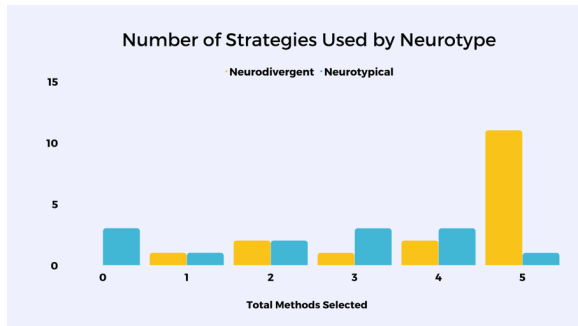 Number of Strategies Used by Neurotype
Neurodivergent Neurotypical
15
10
5
0
0 1 2 3 4 5
Total Methods Selected